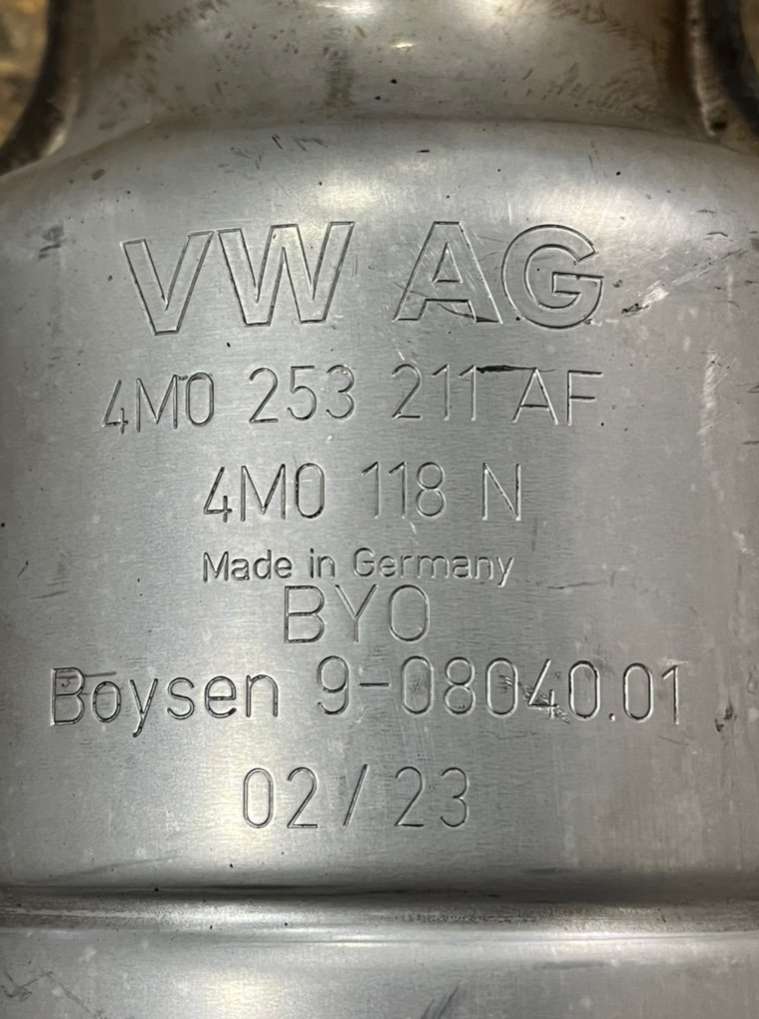 VW AG
4M0 253 211 AF
4M0 118 N
Made in Germany
BYO
Boysen 9-08040.01
02/23